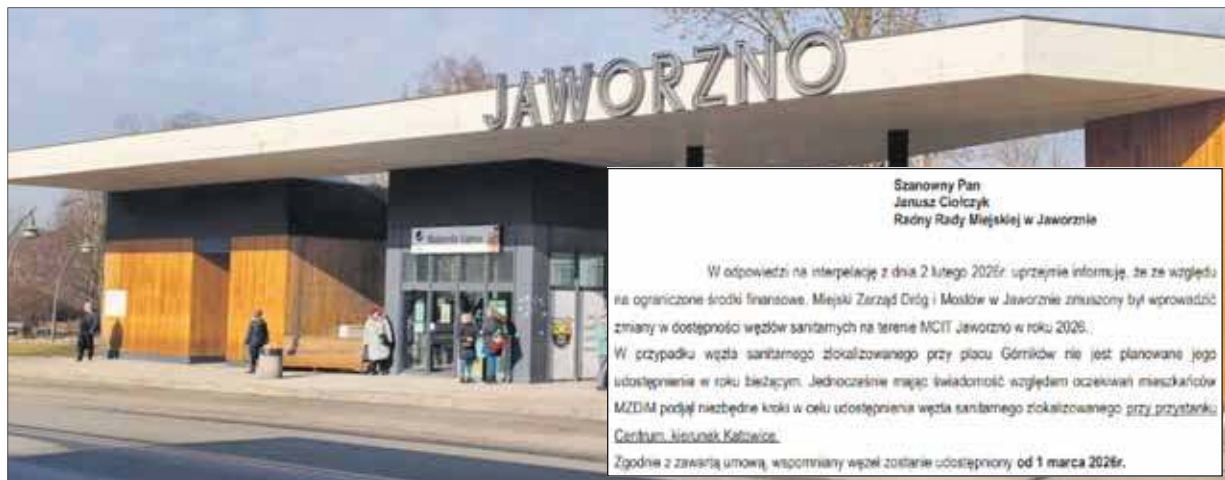 JAWORZNO
Szanowny Pan
Janusz Ciołczyk
Radny Rady Miejskiej w Jaworznie
W odpowiedzi na interpelację z dnia 2 lutego 2026r. uprzejmie informuję, że ze względu
na ograniczone środki finansowe, Miejski Zarząd Dróg i Mostów w Jaworznie zmuszony był wprowadzić
zmiany w dostępności węzłów sanitarnych na terenie MCIT Jaworzno w roku 2026.
W przypadku węzła sanitarnego zlokalizowanego przy placu Górników nie jest planowane jego
udostępnienie w roku bieżącym. Jednocześnie mając świadomość względem oczekiwań mieszkańców
MZDiM podjął niezbędne kroki w celu udostępnienia węzła sanitarnego zlokalizowanego przy przystanku
Centrum, kierunek Katowice.
Zgodnie z zawartą umową, wspomniany węzeł zostanie udostępniony od 1 marca 2026r.